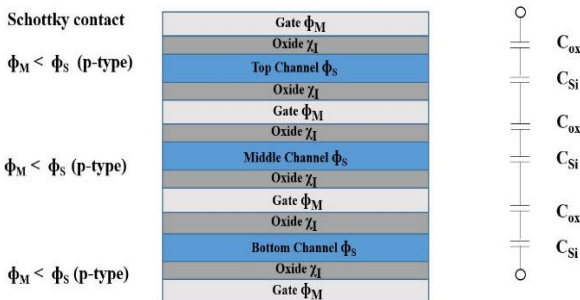 Schottky contact
ϕM < ϕS (p-type)
ϕM < ϕS (p-type)
ϕM < ϕS (p-type)
Gate ϕM
Oxide χI
Top Channel ϕS
Oxide χI
Gate ϕM
Oxide χI
Middle Channel ϕS
Oxide χI
Gate ϕM
Oxide χI
Bottom Channel ϕS
Oxide χI
Gate ϕM
Cox
CSi
Cox
CSi
Cox
CSi